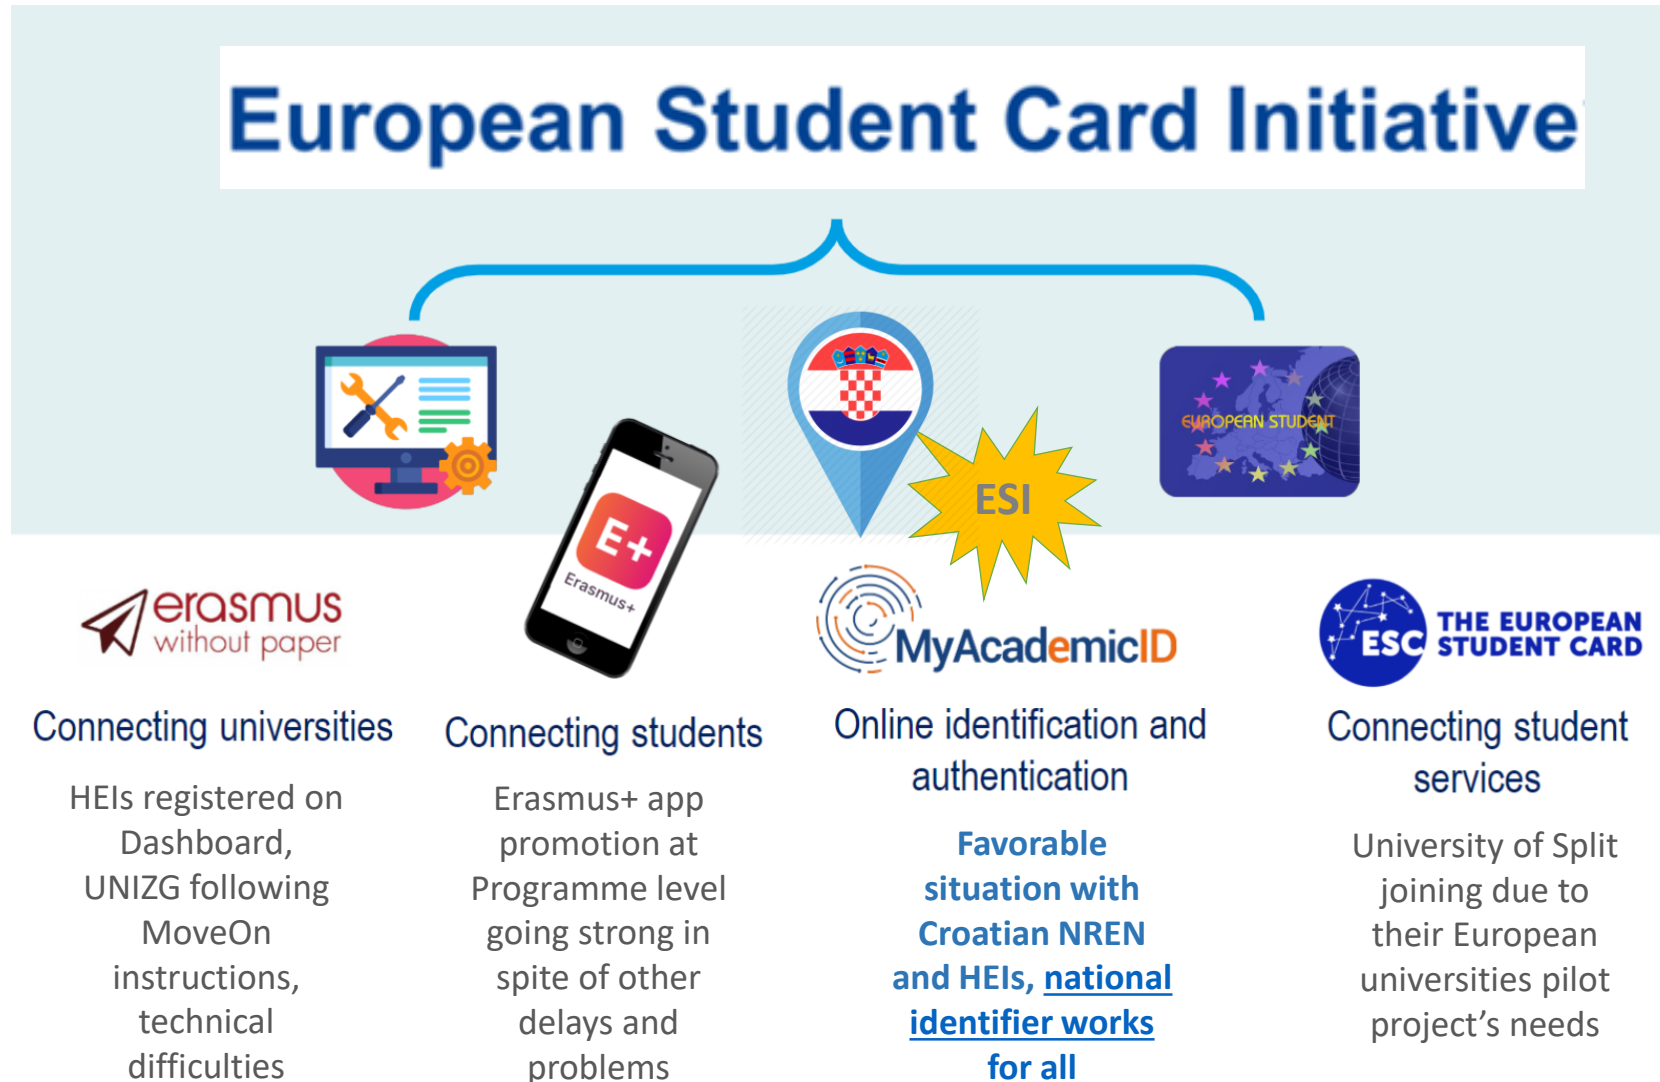 European Student Card Initiative
EUROPEAN STUDENT
ESI
E+
Erasmus+
erasmus
without paper
MyAcademicID
ESC
THE EUROPEAN
STUDENT CARD
Connecting universities
HEIs registered on
Dashboard,
UNIZG following
MoveOn
instructions,
technical
difficulties
Connecting students
Erasmus+ app
promotion at
Programme level
going strong in
spite of other
delays and
problems
Online identification and
authentication
Favorable
situation with
Croatian NREN
and HEIs, national
identifier works
for all
Connecting student
services
University of Split
joining due to
their European
universities pilot
project's needs